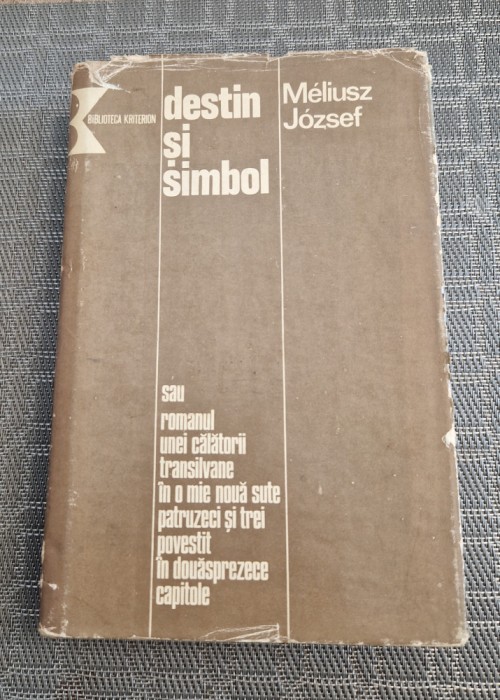 BIBLIOTECA KRITERION
destin
și
simbol
Méliusz
József
sau
romanul
unei călătorii
transilvane
în o mie nouă sute
patruzeci și trei
povestit
în douăsprezece
capitole